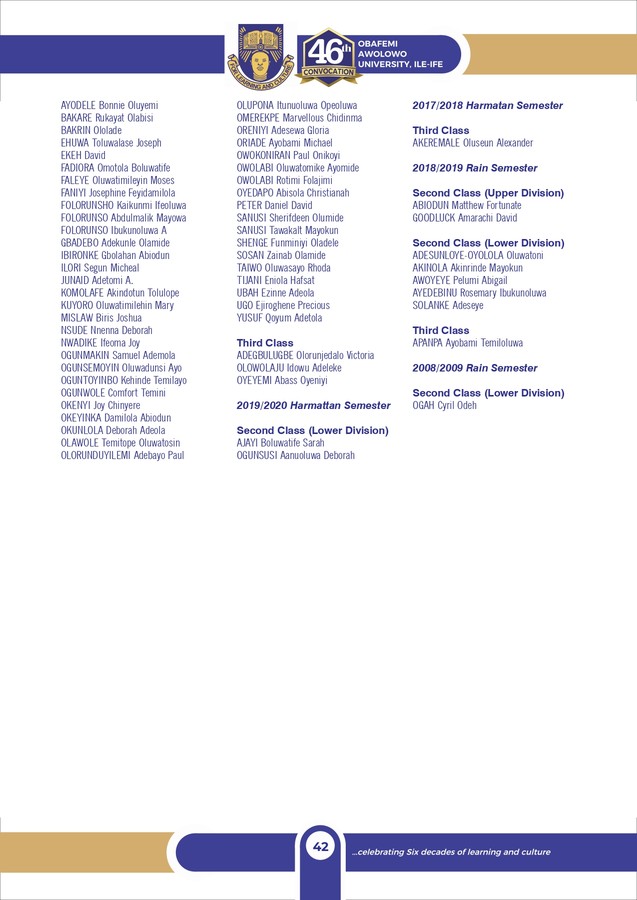 FOR LEARNING AND CULTURE
46th
CONVOCATION
OBAFEMI
AWOLOWO
UNIVERSITY, ILE-IFE
AYODELE Bonnie Oluyemi
BAKARE Rukayat Olabisi
BAKRIN Ololade
EHUWA Toluwalase Joseph
EKEH David
FADIORA Omotola Boluwatife
FALEYE Oluwatimileyin Moses
FANIYI Josephine Feyidamilola
FOLORUNSHO Kaikunmi Ifeoluwa
FOLORUNSO Abdulmalik Mayowa
FOLORUNSO Ibukunoluwa A
GBADEBO Adekunle Olamide
IBIRONKE Gbolahan Abiodun
ILORI Segun Micheal
JUNAID Adetomi A.
KOMOLAFE Akindotun Tolulope
KUYORO Oluwatimilehin Mary
MISLAW Biris Joshua
NSUDE Nnenna Deborah
NWADIKE Ifeoma Joy
OGUNMAKIN Samuel Ademola
OGUNSEMOYIN Oluwadunsi Ayo
OGUNTOYINBO Kehinde Temilayo
OGUNWOLE Comfort Temini
OKENYI Joy Chinyere
OKEYINKA Damilola Abiodun
OKUNLOLA Deborah Adeola
OLAWOLE Temitope Oluwatosin
OLORUNDUYILEMI Adebayo Paul
OLUPONA Itunuoluwa Opeoluwa
OMEREKPE Marvellous Chidinma
ORENIYI Adesewa Gloria
ORIADE Ayobami Michael
OWOKONIRAN Paul Onikoyi
OWOLABI Oluwatomike Ayomide
OWOLABI Rotimi Folajimi
OYEDAPO Abisola Christianah
PETER Daniel David
SANUSI Sherifdeen Olumide
SANUSI Tawakalt Mayokun
SHENGE Funminiyi Oladele
SOSAN Zainab Olamide
TAIWO Oluwasayo Rhoda
TIJANI Eniola Hafsat
UBAH Ezinne Adeola
UGO Ejiroghene Precious
YUSUF Qoyum Adetola
Third Class
ADEGBULUGBE Olorunjedalo Victoria
OLOWOLAJU Idowu Adeleke
OYEYEMI Abass Oyeniyi
2019/2020 Harmattan Semester
Second Class (Lower Division)
AJAYI Boluwatife Sarah
OGUNSUSI Aanuoluwa Deborah
2017/2018 Harmatan Semester
Third Class
AKEREMALE Oluseun Alexander
2018/2019 Rain Semester
Second Class (Upper Division)
ABIODUN Matthew Fortunate
GOODLUCK Amarachi David
Second Class (Lower Division)
ADESUNLOYE-OYOLOLA Oluwatoni
AKINOLA Akinrinde Mayokun
AWOYEYE Pelumi Abigail
AYEDEBINU Rosemary Ibukunoluwa
SOLANKE Adeseye
Third Class
APANPA Ayobami Temiloluwa
2008/2009 Rain Semester
Second Class (Lower Division)
OGAH Cyril Odeh
42
...celebrating Six decades of learning and culture